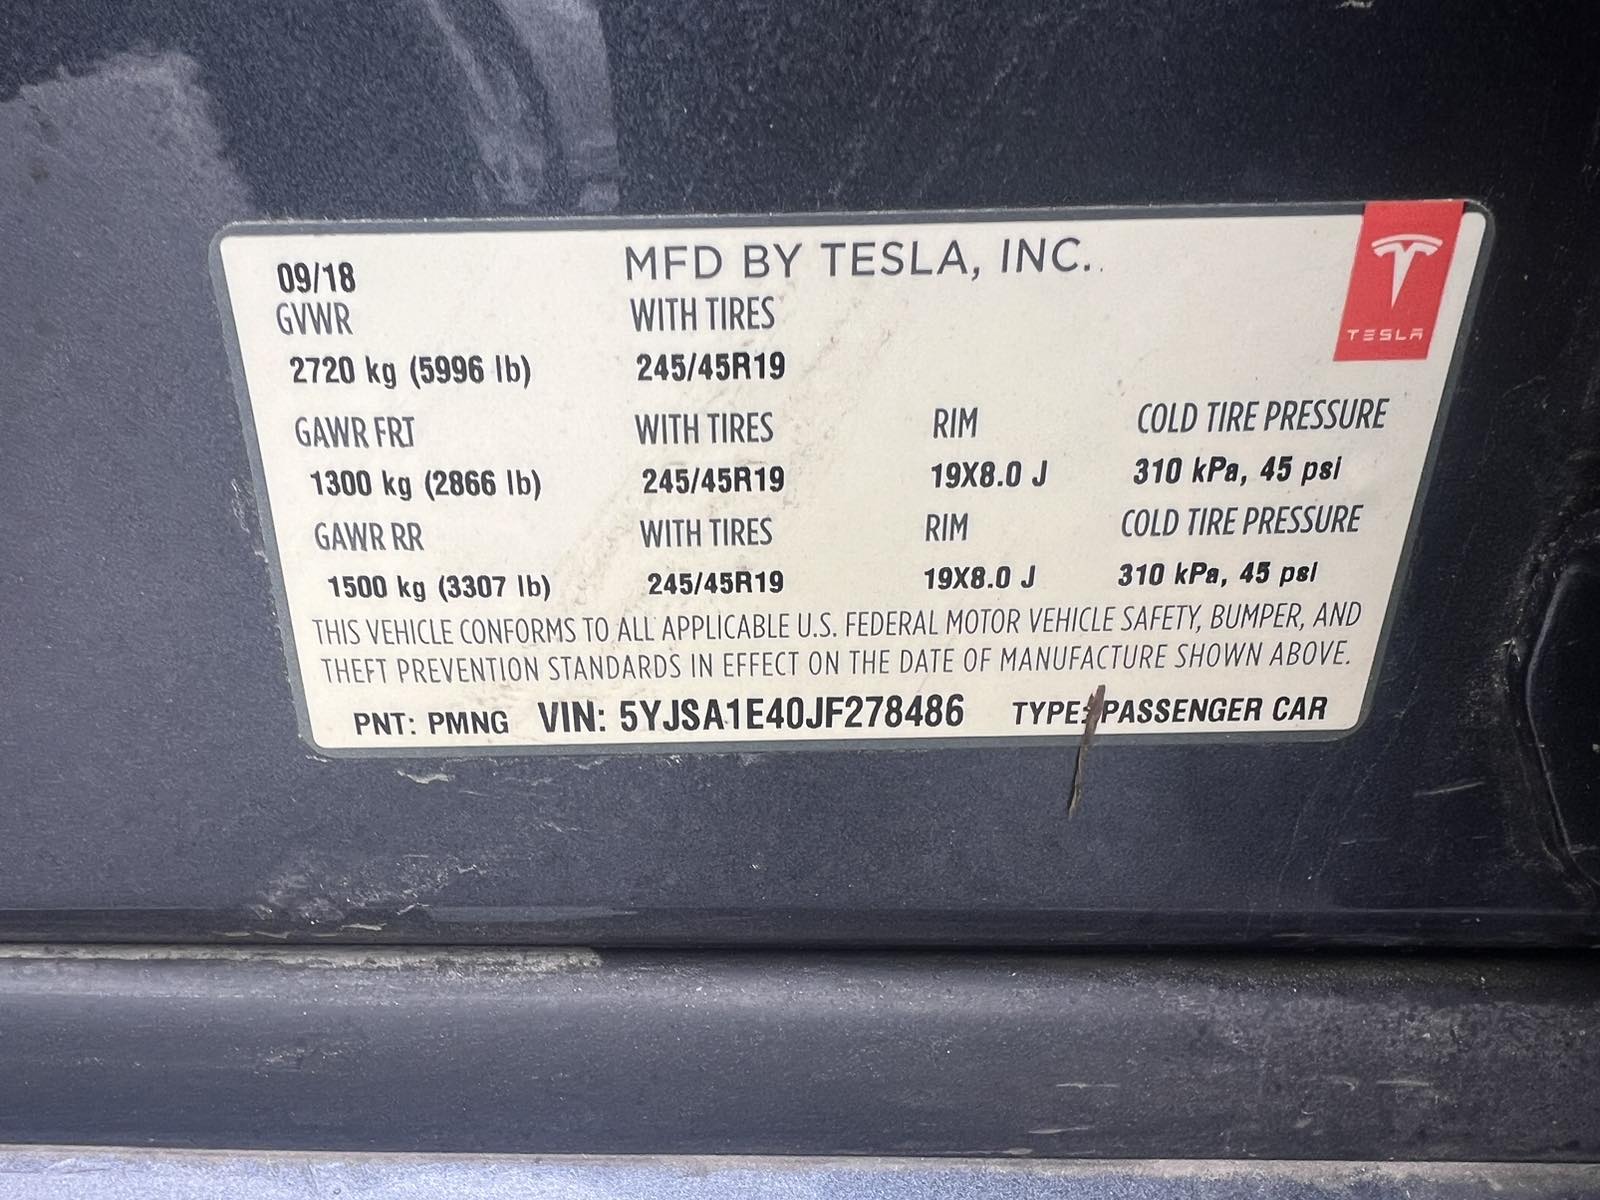 09/18 MFD BY TESLA, INC.
GVWR WITH TIRES
2720 kg (5996 lb) 245/45R19
GAWR FRT WITH TIRES RIM COLD TIRE PRESSURE
1300 kg (2866 lb) 245/45R19 19X8.0 J 310 kPa, 45 psi
GAWR RR WITH TIRES RIM COLD TIRE PRESSURE
1500 kg (3307 lb) 245/45R19 19X8.0 J 310 kPa, 45 psi
THIS VEHICLE CONFORMS TO ALL APPLICABLE U.S. FEDERAL MOTOR VEHICLE SAFETY, BUMPER, AND
THEFT PREVENTION STANDARDS IN EFFECT ON THE DATE OF MANUFACTURE SHOWN ABOVE.
PNT: PMNG VIN: 5YJSA1E40JF278486 TYPE: PASSENGER CAR
TESLA